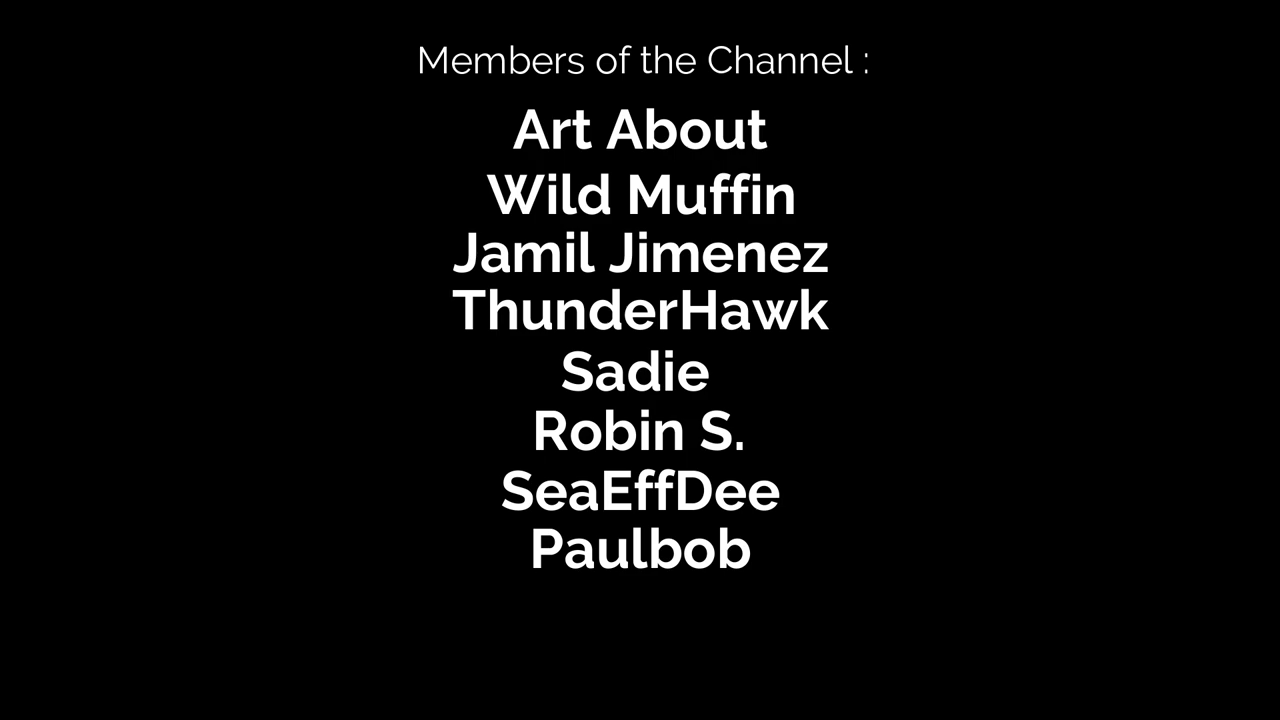 Members of the Channel :
Art About
Wild Muffin
Jamil Jimenez
ThunderHawk
Sadie
Robin S.
SeaEffDee
Paulbob